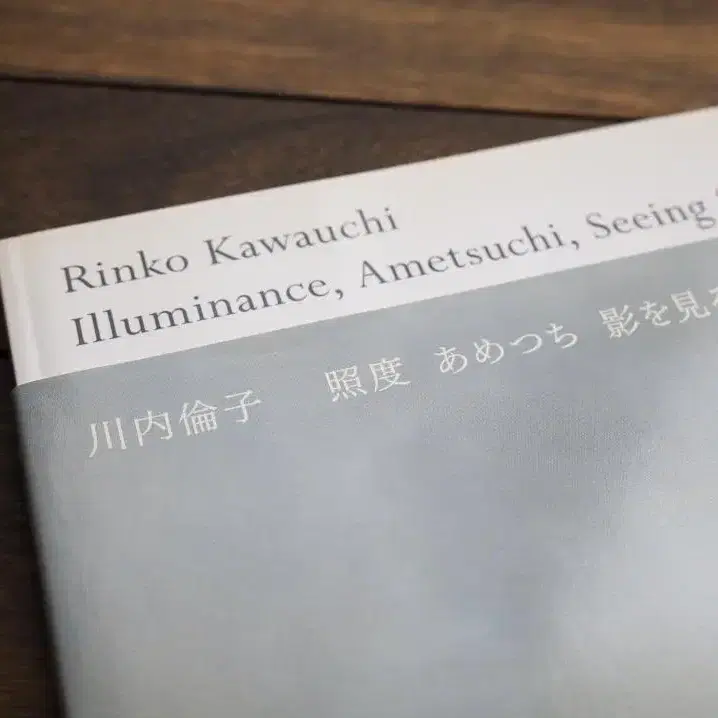 Rinko Kawauchi
Illuminance, Ametsuchi, Seeing
川内倫子 照度 あめつち 影を見